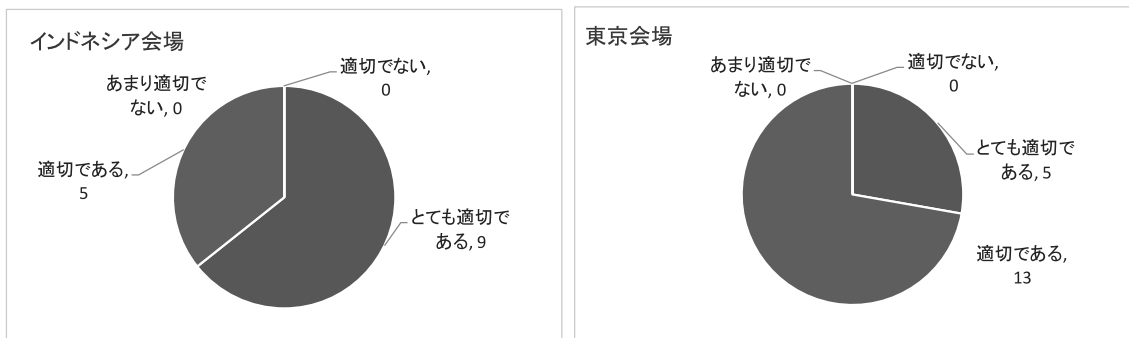 インドネシア会場
適切でない,
0
あまり適切で
ない, 0
適切である,
5
とても適切で
ある, 9
東京会場
あまり適切で
ない, 0
適切でない,
0
とても適切で
ある, 5
適切である,
13